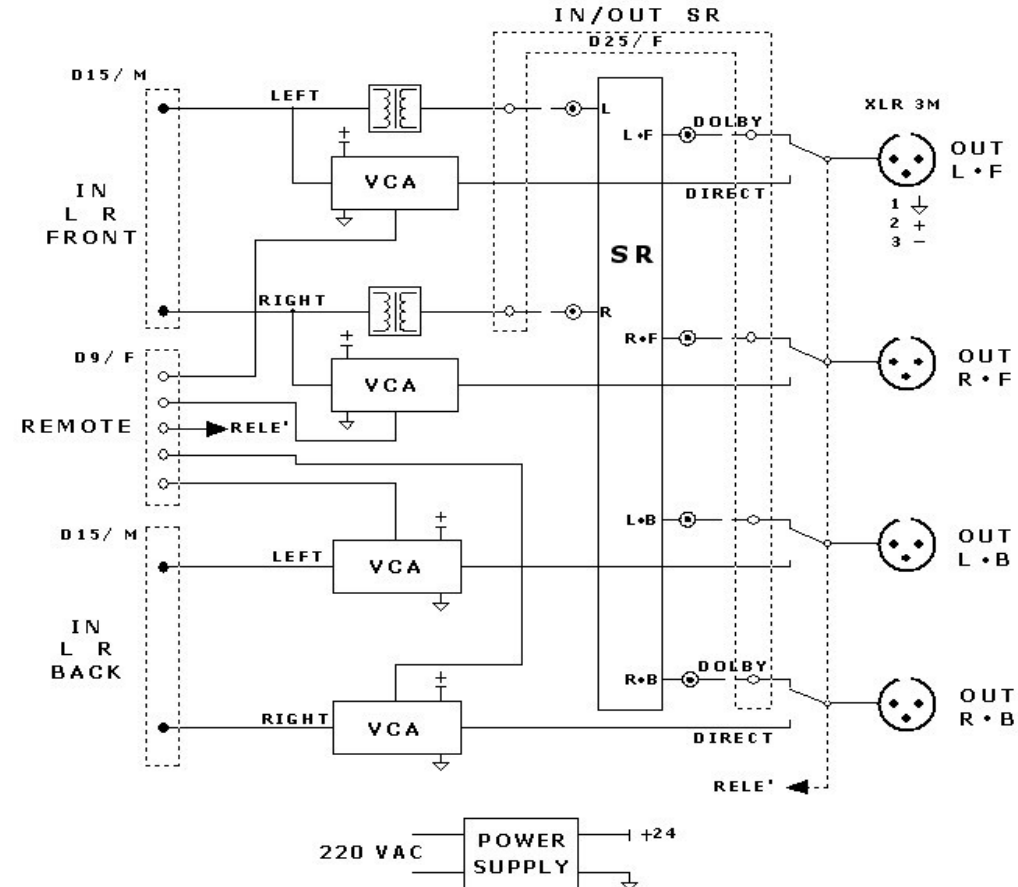 IN/OUT SR
D25/ F
D15/ M
LEFT
L
DOLBY
XLR 3M
L•F
OUT
L • F
VCA
DIRECT
IN
L R
FRONT
1
2 +
3 -
SR
RIGHT
R
R•F
OUT
R • F
D9/ F
VCA
REMOTE
RELE'
D15/ M
L•B
OUT
L • B
LEFT
VCA
IN
L R
BACK
DOLBY
R•B
OUT
R • B
RIGHT
VCA
DIRECT
RELE'
220 VAC
POWER
SUPPLY
+24